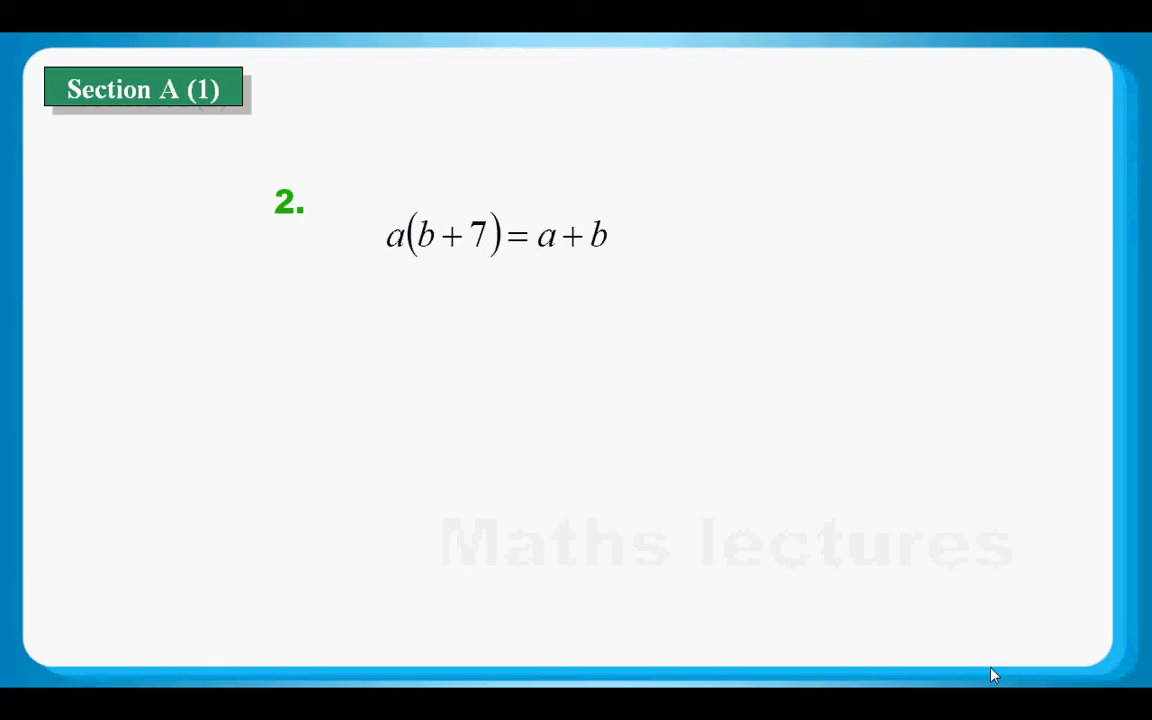 Section A (1)
2.
a(b + 7) = a + b
Maths lectures